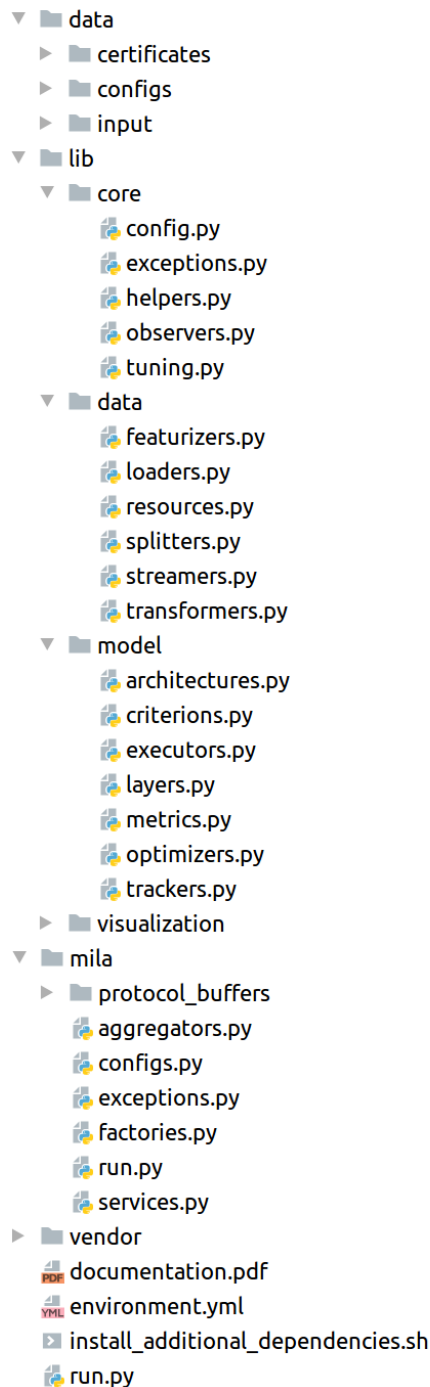 data
certificates
configs
input
lib
core
config.py
exceptions.py
helpers.py
observers.py
tuning.py
data
featurizers.py
loaders.py
resources.py
splitters.py
streamers.py
transformers.py
model
architectures.py
criterions.py
executors.py
layers.py
metrics.py
optimizers.py
trackers.py
visualization
mila
protocol_buffers
aggregators.py
configs.py
exceptions.py
factories.py
run.py
services.py
vendor
PDF documentation.pdf
YML environment.yml
install_additional_dependencies.sh
run.py